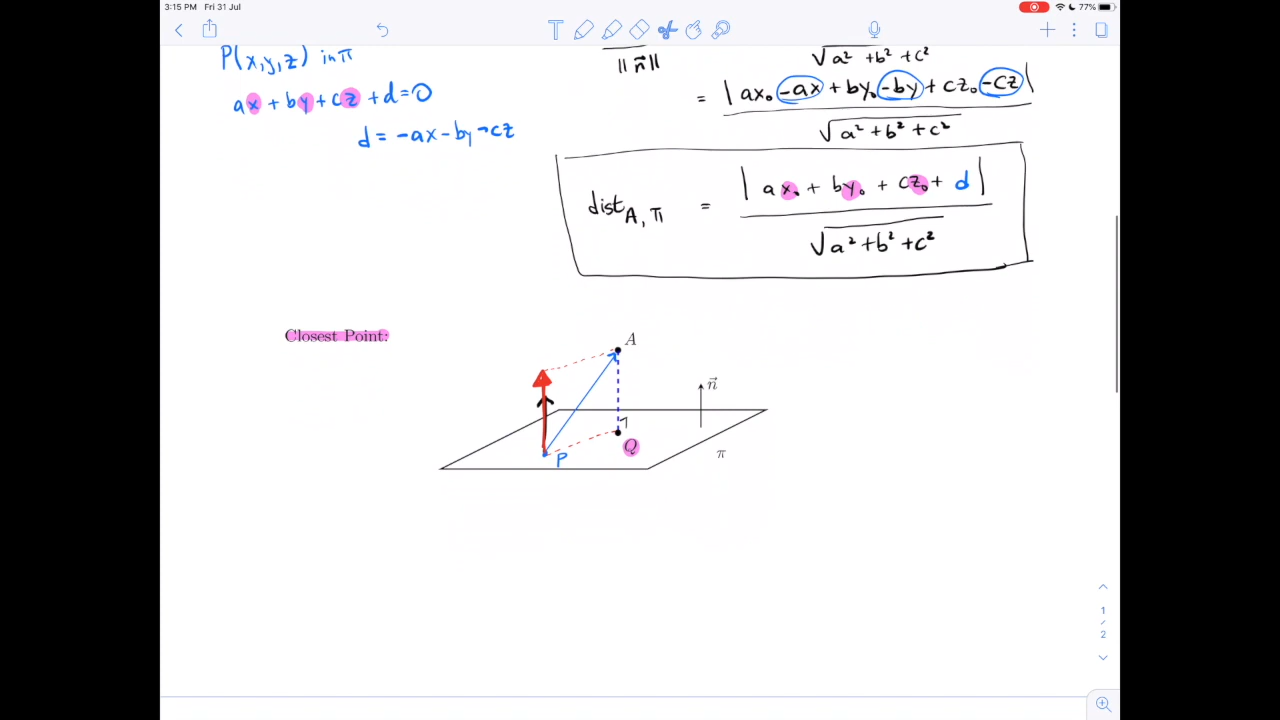 3:15 PM Fri 31 Jul
77%
P(x,y,z) in π
ax + by + cz + d = 0
d = -ax - by - cz
‖n⃗‖
√a² + b² + c²
= | ax₀ - ax + by₀ - by + cz₀ - cz |
√a² + b² + c²
dist A, π = | ax₀ + by₀ + cz₀ + d |
√a² + b² + c²
Closest Point:
A
n⃗
Q
P
π
1
/
2